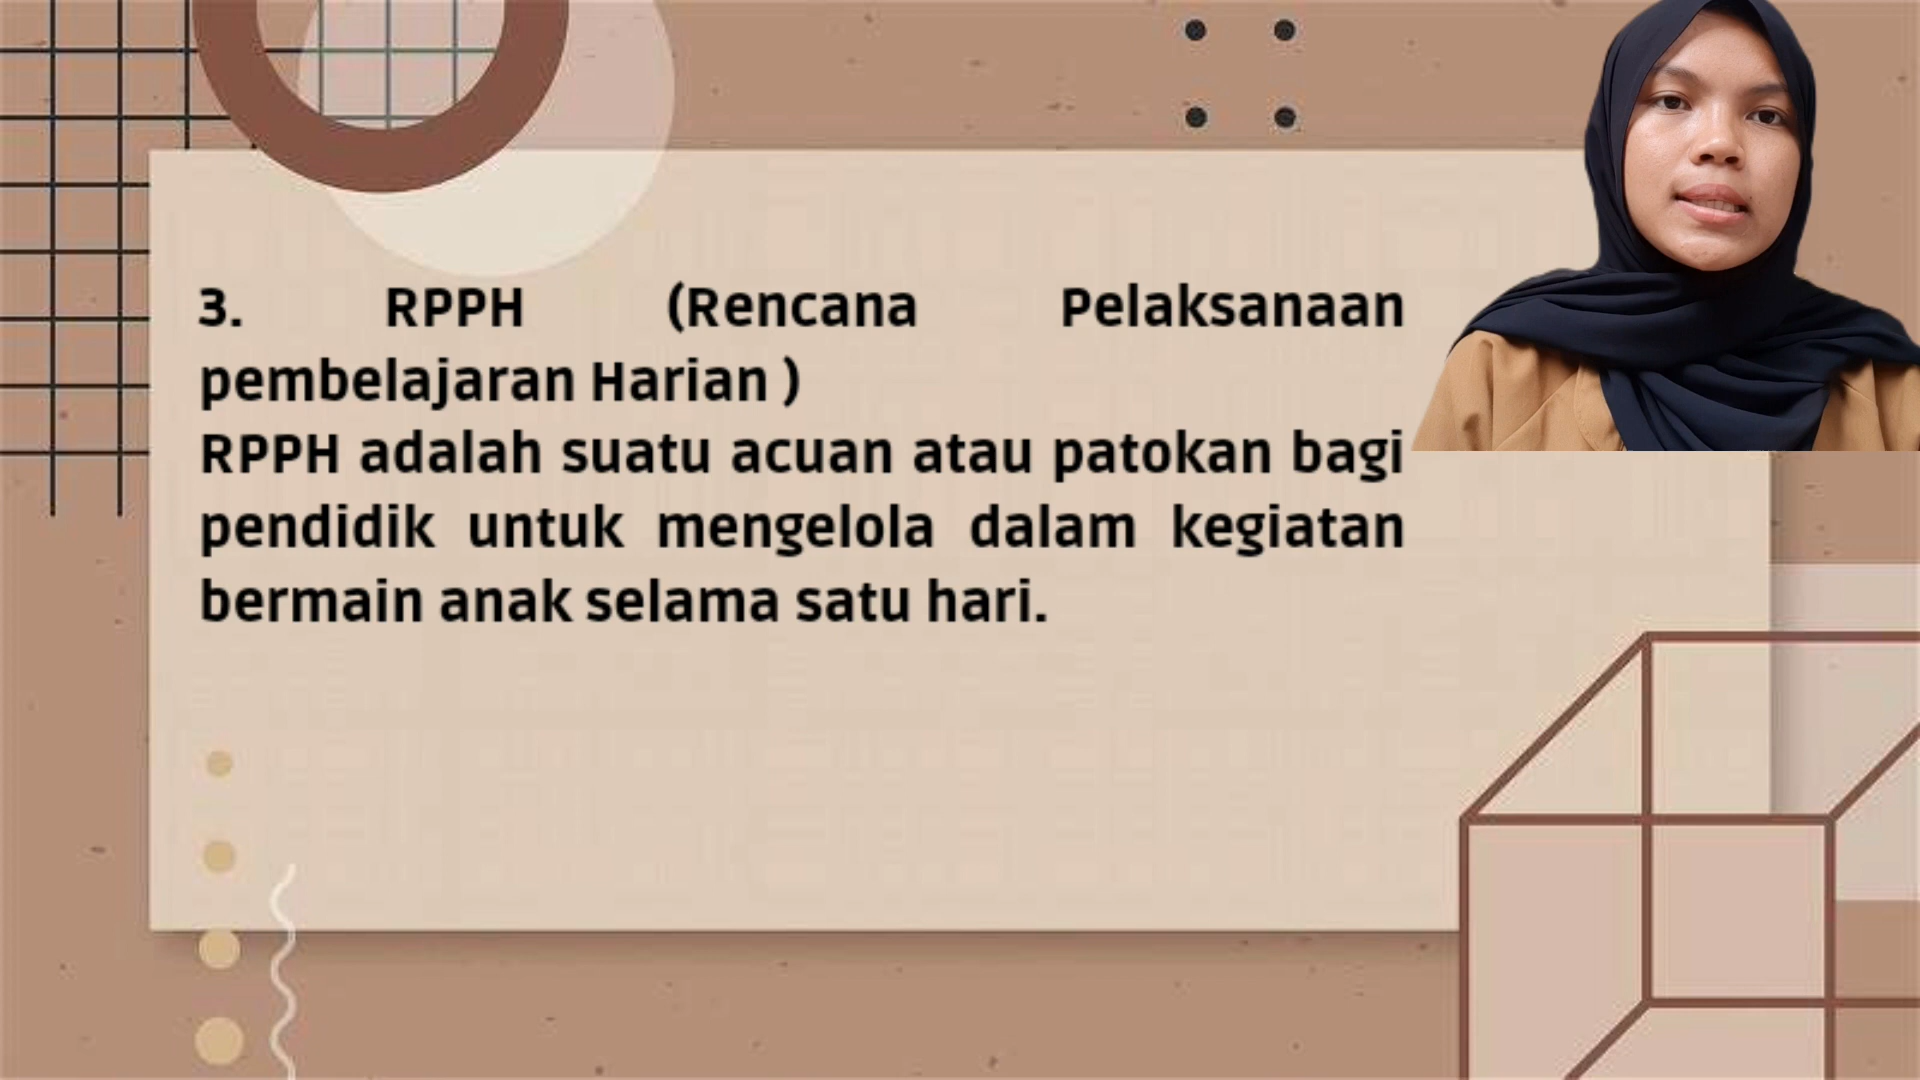 3. RPPH (Rencana Pelaksanaan
pembelajaran Harian )
RPPH adalah suatu acuan atau patokan bagi
pendidik untuk mengelola dalam kegiatan
bermain anak selama satu hari.